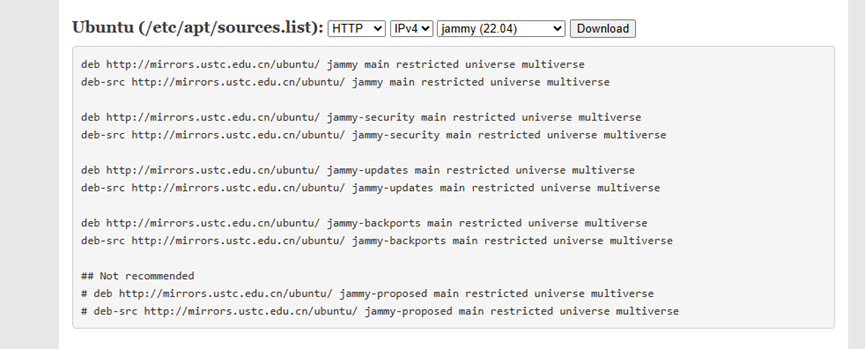 Ubuntu (/etc/apt/sources.list): HTTP IPv4 jammy (22.04) Download
deb http://mirrors.ustc.edu.cn/ubuntu/ jammy main restricted universe multiverse
deb-src http://mirrors.ustc.edu.cn/ubuntu/ jammy main restricted universe multiverse
deb http://mirrors.ustc.edu.cn/ubuntu/ jammy-security main restricted universe multiverse
deb-src http://mirrors.ustc.edu.cn/ubuntu/ jammy-security main restricted universe multiverse
deb http://mirrors.ustc.edu.cn/ubuntu/ jammy-updates main restricted universe multiverse
deb-src http://mirrors.ustc.edu.cn/ubuntu/ jammy-updates main restricted universe multiverse
deb http://mirrors.ustc.edu.cn/ubuntu/ jammy-backports main restricted universe multiverse
deb-src http://mirrors.ustc.edu.cn/ubuntu/ jammy-backports main restricted universe multiverse
## Not recommended
# deb http://mirrors.ustc.edu.cn/ubuntu/ jammy-proposed main restricted universe multiverse
# deb-src http://mirrors.ustc.edu.cn/ubuntu/ jammy-proposed main restricted universe multiverse